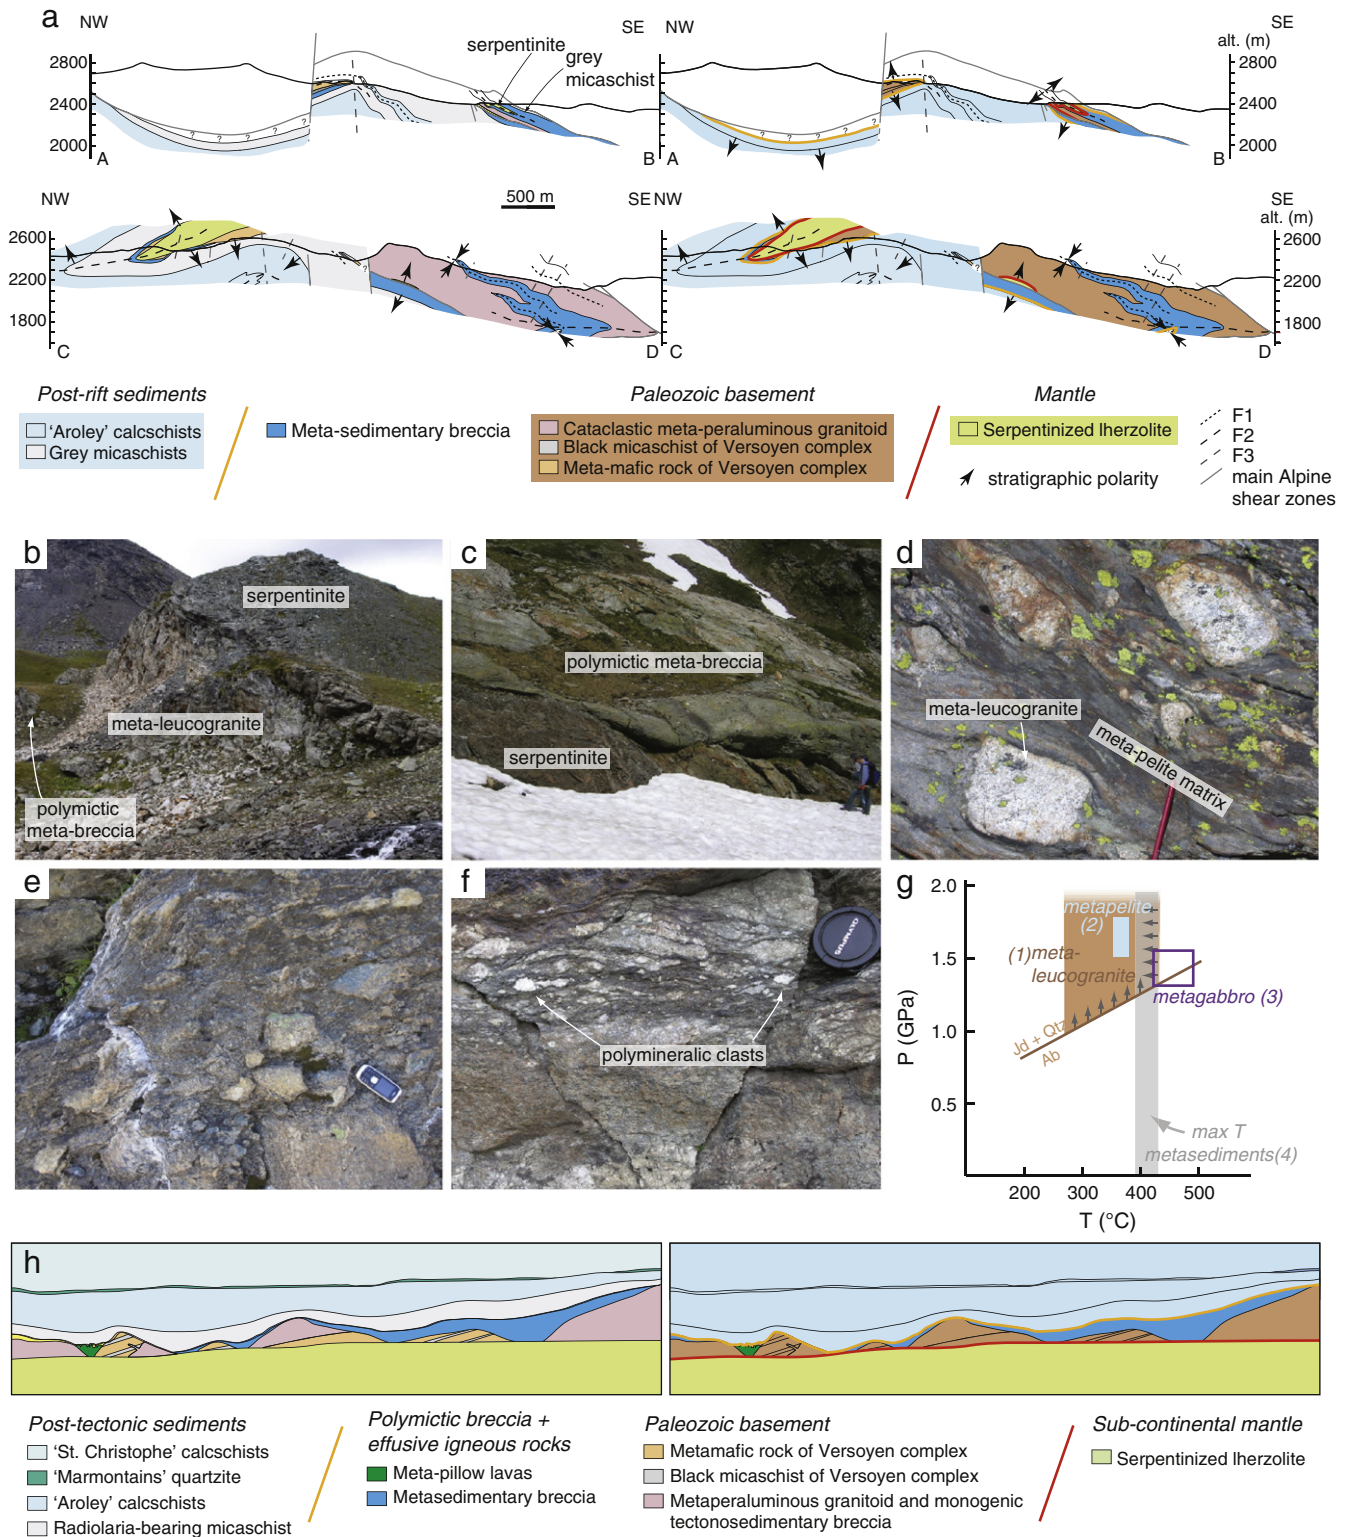 a
NW
SE
NW
SE
alt. (m)
serpentinite
grey
micaschist
2800
2400
2000
A
B
A
B
2800
2400
2000
? ? ? ?
? ? ? ?
NW
500 m
SE
NW
SE
alt. (m)
2600
2200
1800
C
D
C
D
2600
2200
1800
?
?
Post-rift sediments
'Aroley' calcschists
Grey micaschists
Meta-sedimentary breccia
Paleozoic basement
Cataclastic meta-peraluminous granitoid
Black micaschist of Versoyen complex
Meta-mafic rock of Versoyen complex
Mantle
Serpentinized lherzolite
stratigraphic polarity
F1
F2
F3
main Alpine
shear zones
b
serpentinite
meta-leucogranite
polymictic
meta-breccia
c
polymictic meta-breccia
serpentinite
d
meta-leucogranite
meta-pelite matrix
e
f
OLYMPUS
polymineralic clasts
g
2.0
1.5
1.0
0.5
P (GPa)
metapelite
(2)
(1)meta-
leucogranite
metagabbro (3)
Jd + Qtz
Ab
max T
metasediments(4)
200 300 400 500
T (°C)
h
Post-tectonic sediments
'St. Christophe' calcschists
'Marmontains' quartzite
'Aroley' calcschists
Radiolaria-bearing micaschist
Polymictic breccia +
effusive igneous rocks
Meta-pillow lavas
Metasedimentary breccia
Paleozoic basement
Metamafic rock of Versoyen complex
Black micaschist of Versoyen complex
Metaperaluminous granitoid and monogenic
tectonosedimentary breccia
Sub-continental mantle
Serpentinized lherzolite